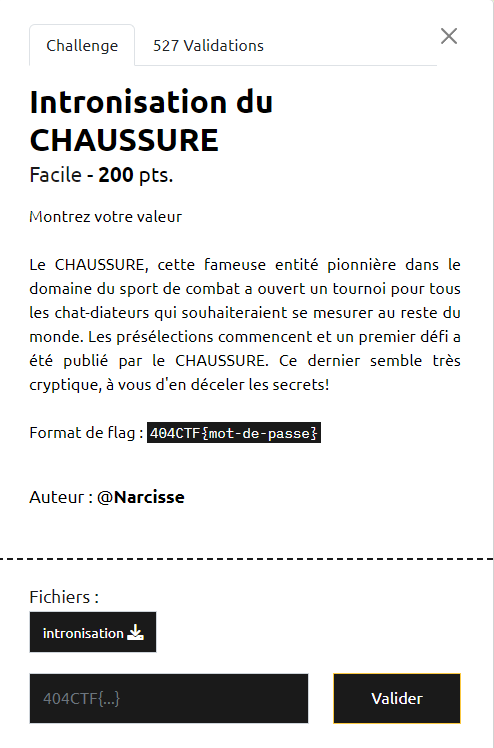 Challenge
527 Validations
Intronisation du
CHAUSSURE
Facile - 200 pts.
Montrez votre valeur
Le CHAUSSURE, cette fameuse entité pionnière dans le
domaine du sport de combat a ouvert un tournoi pour tous
les chat-diateurs qui souhaiteraient se mesurer au reste du
monde. Les présélections commencent et un premier défi a
été publié par le CHAUSSURE. Ce dernier semble très
cryptique, à vous d'en déceler les secrets!
Format de flag : 404CTF{mot-de-passe}
Auteur : @Narcisse
Fichiers :
intronisation
404CTF{...}
Valider